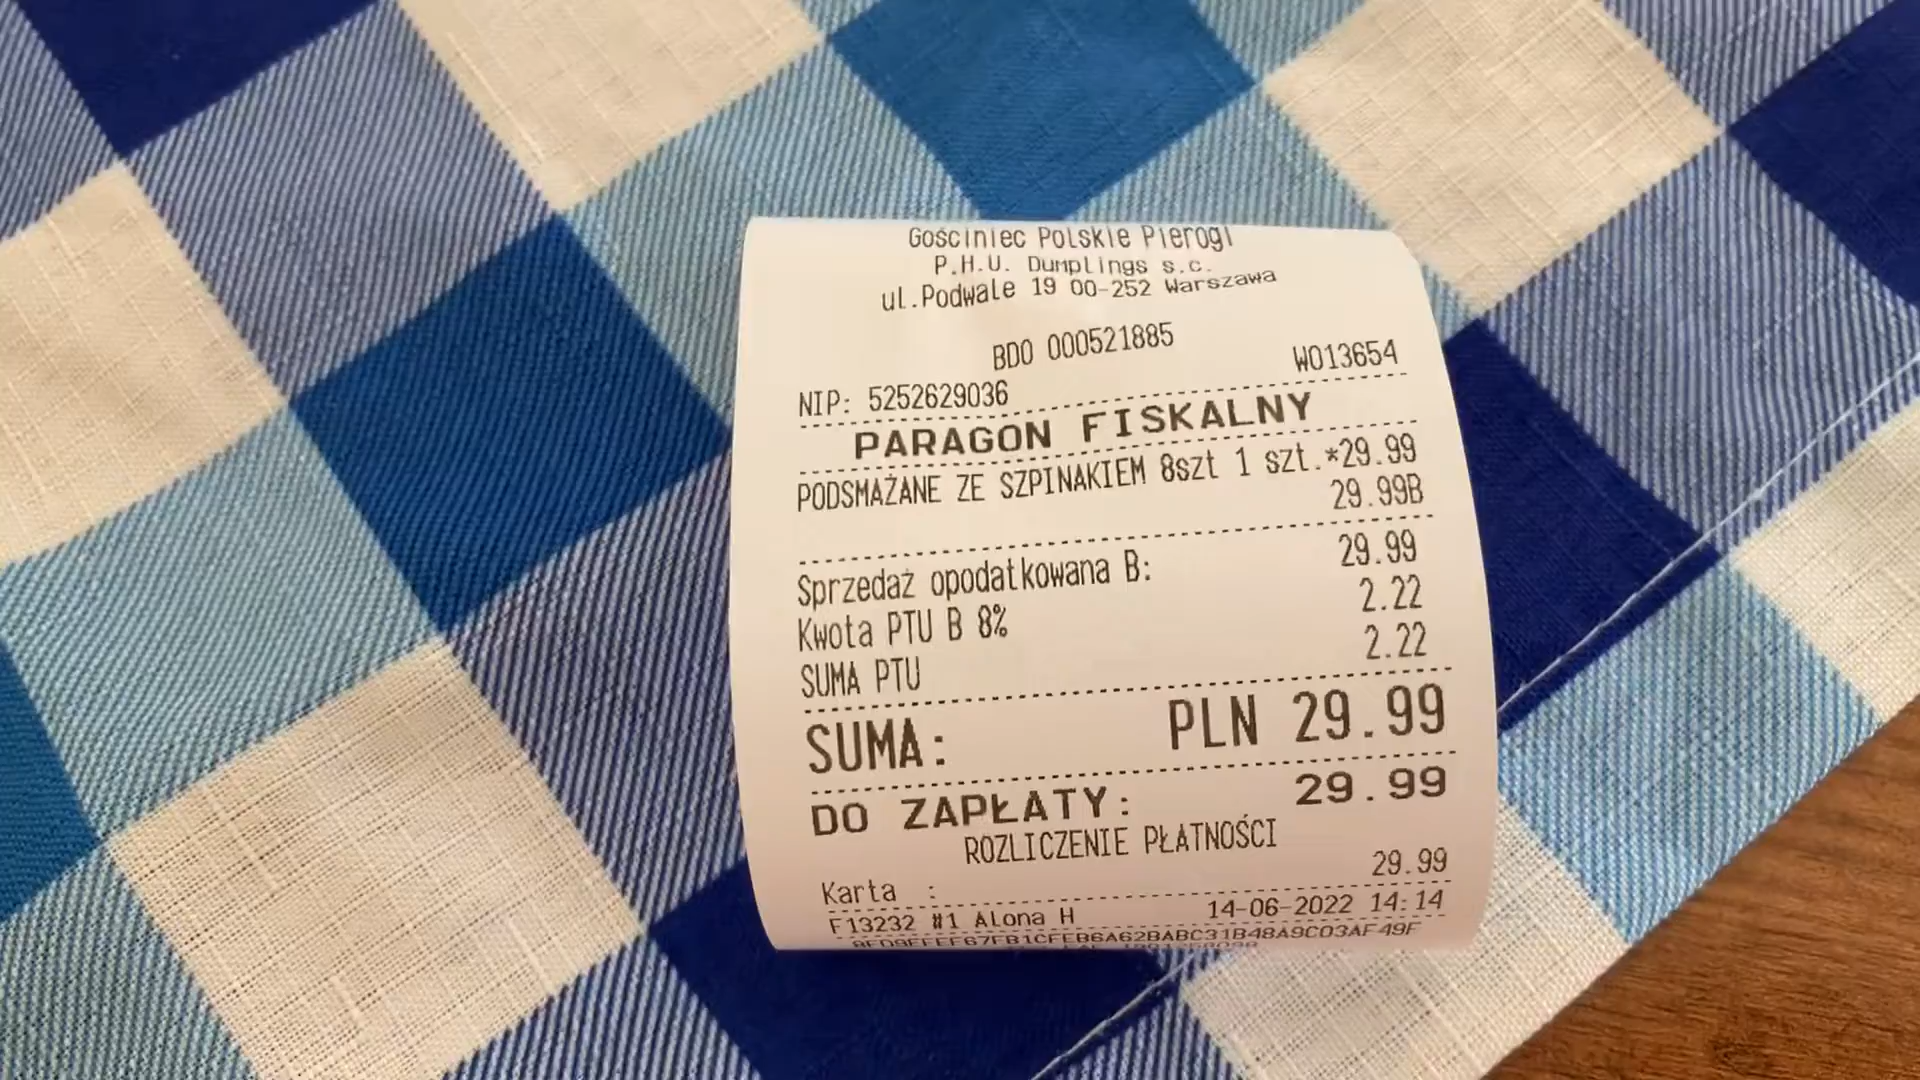 Gościniec Polskie Pierogi
P.H.U. Dumplings s.c.
ul.Podwale 19 00-252 Warszawa
BDO 000521885
NIP: 5252629036 W013654
PARAGON FISKALNY
PODSMAŻANE ZE SZPINAKIEM 8szt 1 szt.*29.99
29.99B
Sprzedaż opodatkowana B: 29.99
Kwota PTU B 8% 2.22
SUMA PTU 2.22
SUMA: PLN 29.99
DO ZAPŁATY: 29.99
ROZLICZENIE PŁATNOŚCI
Karta : 29.99
F13232 #1 Alona H 14-06-2022 14:14